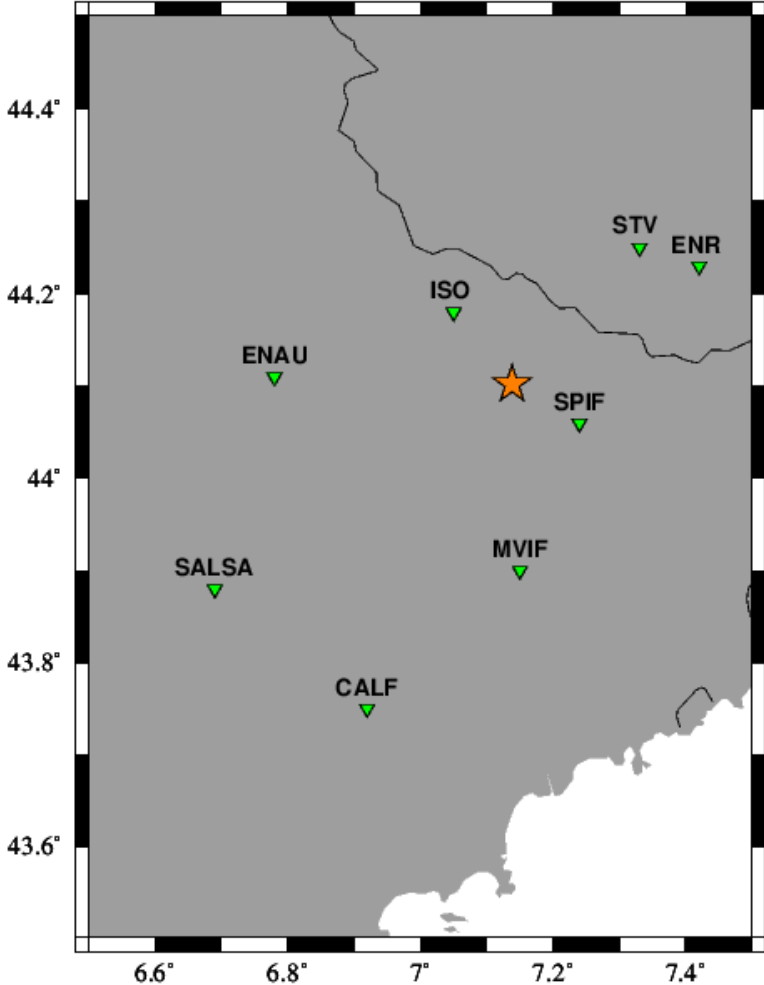 44.4°
STV
ENR
44.2°
ISO
ENAU
SPIF
44°
MVIF
SALSA
43.8°
CALF
43.6°
6.6° 6.8° 7° 7.2° 7.4°